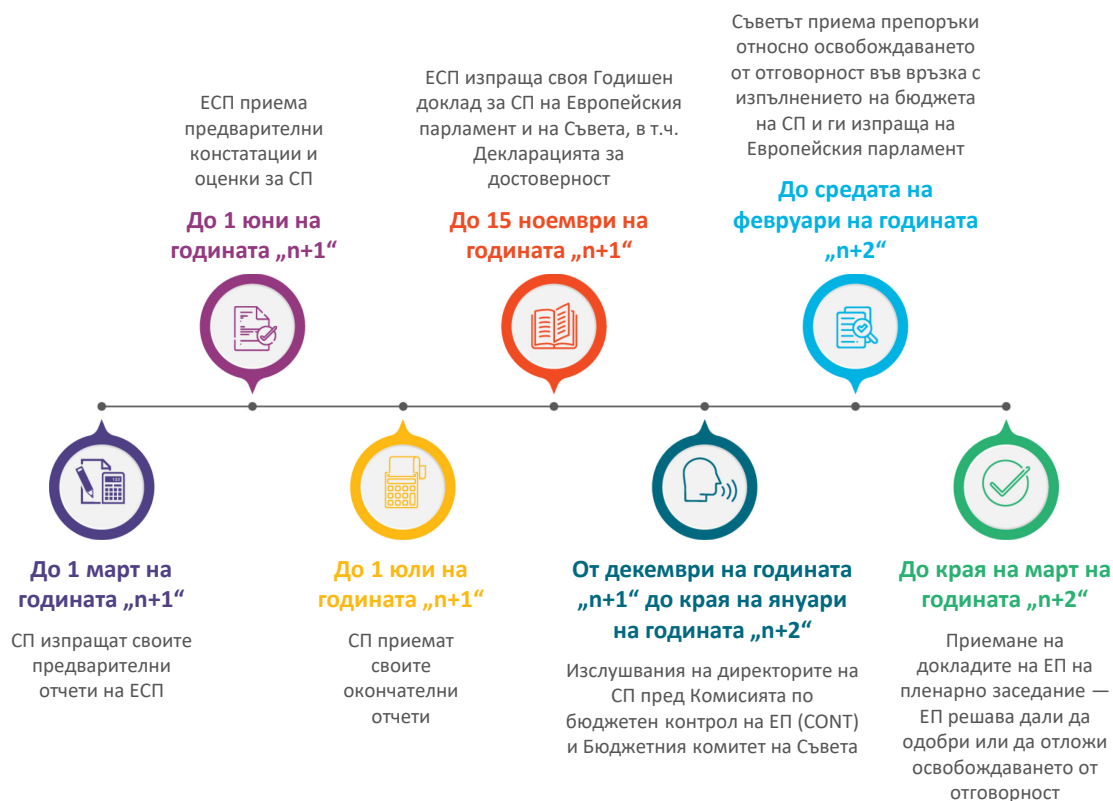 ЕСП приема
предварителни
констатации и
оценки за СП
До 1 юни на
годината „n+1“
ЕСП изпраща своя Годишен
доклад за СП на Европейския
парламент и на Съвета, в т.ч.
Декларацията за
достоверност
До 15 ноември на
годината „n+1“
Съветът приема препоръки
относно освобождаването
от отговорност във връзка с
изпълнението на бюджета
на СП и ги изпраща на
Европейския парламент
До средата на
февруари на годината
„n+2“
До 1 март на
годината „n+1“
СП изпращат своите
предварителни
отчети на ЕСП
До 1 юли на
годината „n+1“
СП приемат
своите
окончателни
отчети
От декември на годината
„n+1“ до края на януари
на годината „n+2“
Изслушвания на директорите на
СП пред Комисията по
бюджетен контрол на ЕП (CONT)
и Бюджетния комитет на Съвета
До края на март на
годината „n+2“
Приемане на
докладите на ЕП на
пленарно заседание —
ЕП решава дали да
одобри или да отложи
освобождаването от
отговорност